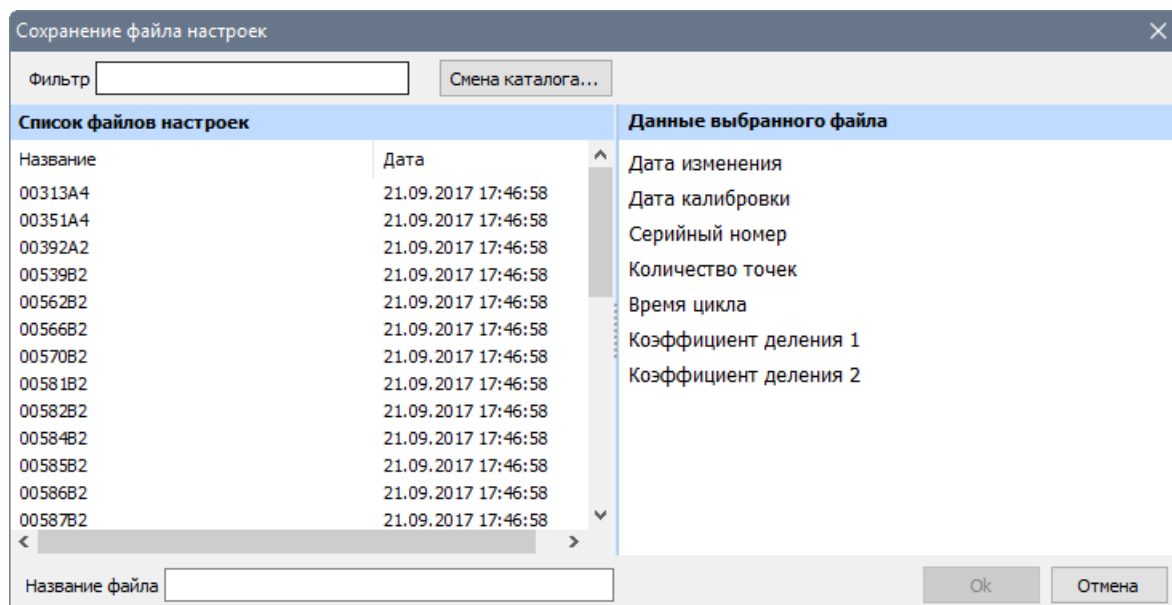 Сохранение файла настроек
Фильтр Смена каталога...
Список файлов настроек
Название Дата
00313A4 21.09.2017 17:46:58
00351A4 21.09.2017 17:46:58
00392A2 21.09.2017 17:46:58
00539B2 21.09.2017 17:46:58
00562B2 21.09.2017 17:46:58
00566B2 21.09.2017 17:46:58
00570B2 21.09.2017 17:46:58
00581B2 21.09.2017 17:46:58
00582B2 21.09.2017 17:46:58
00584B2 21.09.2017 17:46:58
00585B2 21.09.2017 17:46:58
00586B2 21.09.2017 17:46:58
00587B2 21.09.2017 17:46:58
Данные выбранного файла
Дата изменения
Дата калибровки
Серийный номер
Количество точек
Время цикла
Коэффициент деления 1
Коэффициент деления 2
Название файла Ok Отмена